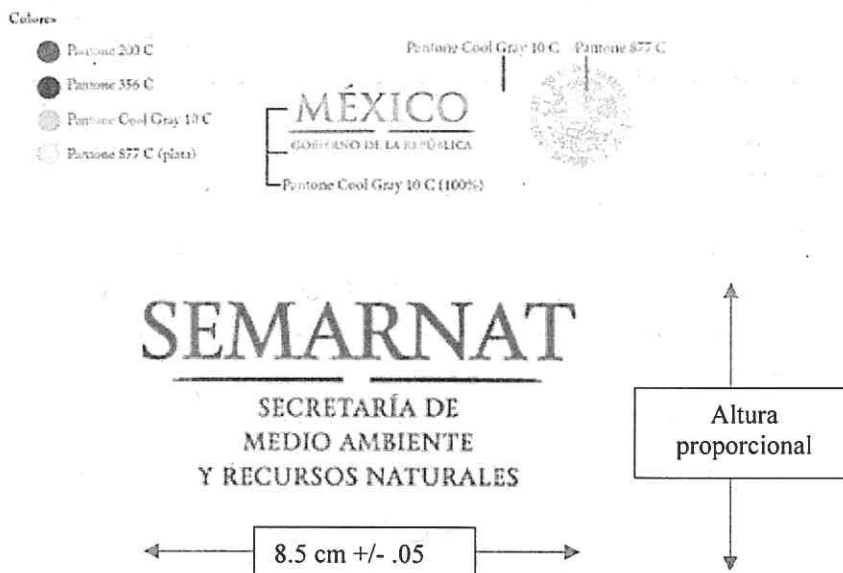 Colores
Pantone 200 C
Pantone 356 C
Pantone Cool Gray 10 C
Pantone 877 C (plata)
Pantone Cool Gray 10 C Pantone 877 C
MÉXICO
GOBIERNO DE LA REPÚBLICA
Pantone Cool Gray 10 C (100%)
SEMARNAT
SECRETARÍA DE
MEDIO AMBIENTE
Y RECURSOS NATURALES
Altura
proporcional
8.5 cm +/- .05